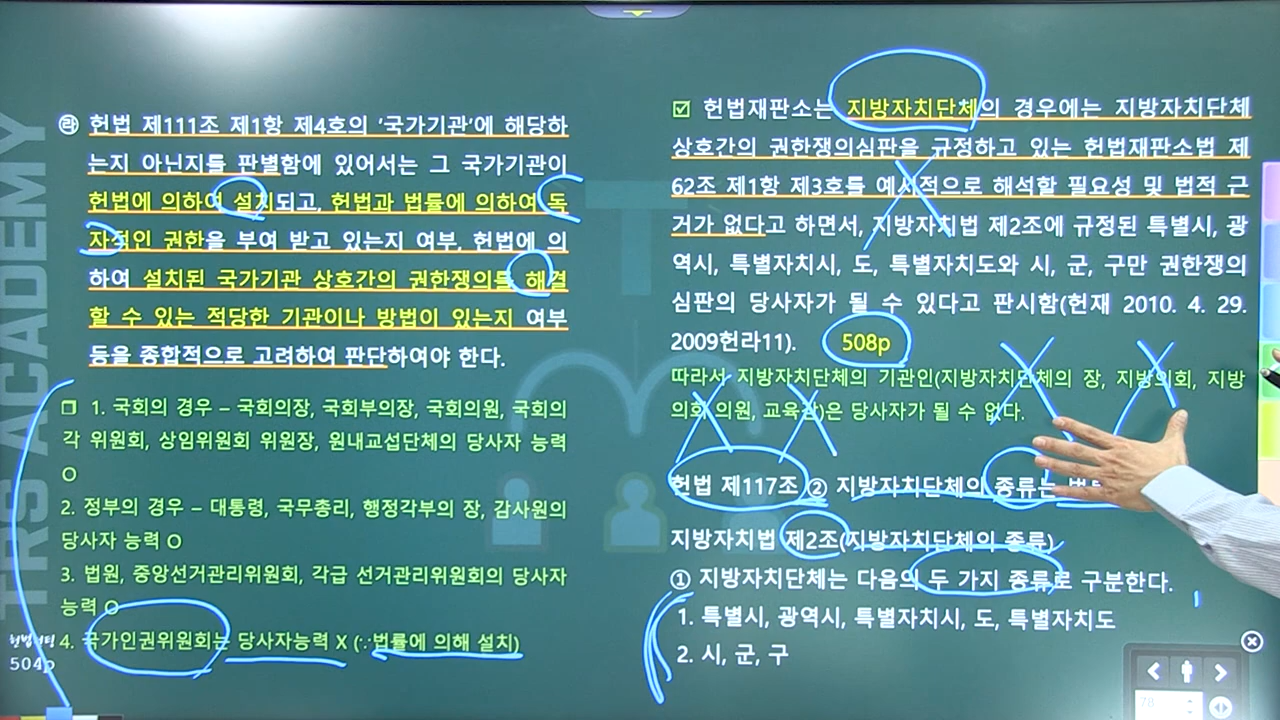 ㉣ 헌법 제111조 제1항 제4호의 '국가기관'에 해당하
는지 아닌지를 판별함에 있어서는 그 국가기관이
헌법에 의하여 설치되고, 헌법과 법률에 의하여 독
자적인 권한을 부여 받고 있는지 여부, 헌법에 의
하여 설치된 국가기관 상호간의 권한쟁의를 해결
할 수 있는 적당한 기관이나 방법이 있는지 여부
등을 종합적으로 고려하여 판단하여야 한다.
❒ 1. 국회의 경우 – 국회의장, 국회부의장, 국회의원, 국회의
각 위원회, 상임위원회 위원장, 원내교섭단체의 당사자 능력
O
2. 정부의 경우 – 대통령, 국무총리, 행정각부의 장, 감사원의
당사자 능력 O
3. 법원, 중앙선거관리위원회, 각급 선거관리위원회의 당사자
능력 O
4. 국가인권위원회는 당사자능력 X (∵법률에 의해 설치)
504p
TRS ACADEMY
☑ 헌법재판소는 지방자치단체의 경우에는 지방자치단체
상호간의 권한쟁의심판을 규정하고 있는 헌법재판소법 제
62조 제1항 제3호를 예시적으로 해석할 필요성 및 법적 근
거가 없다고 하면서, 지방자치법 제2조에 규정된 특별시, 광
역시, 특별자치시, 도, 특별자치도와 시, 군, 구만 권한쟁의
심판의 당사자가 될 수 있다고 판시함(헌재 2010. 4. 29.
2009헌라11). 508p
따라서 지방자치단체의 기관인(지방자치단체의 장, 지방의회, 지방
의회 의원, 교육감)은 당사자가 될 수 없다.
헌법 제117조 ② 지방자치단체의 종류는
지방자치법 제2조(지방자치단체의 종류)
① 지방자치단체는 다음의 두 가지 종류로 구분한다.
1. 특별시, 광역시, 특별자치시, 도, 특별자치도
2. 시, 군, 구
78